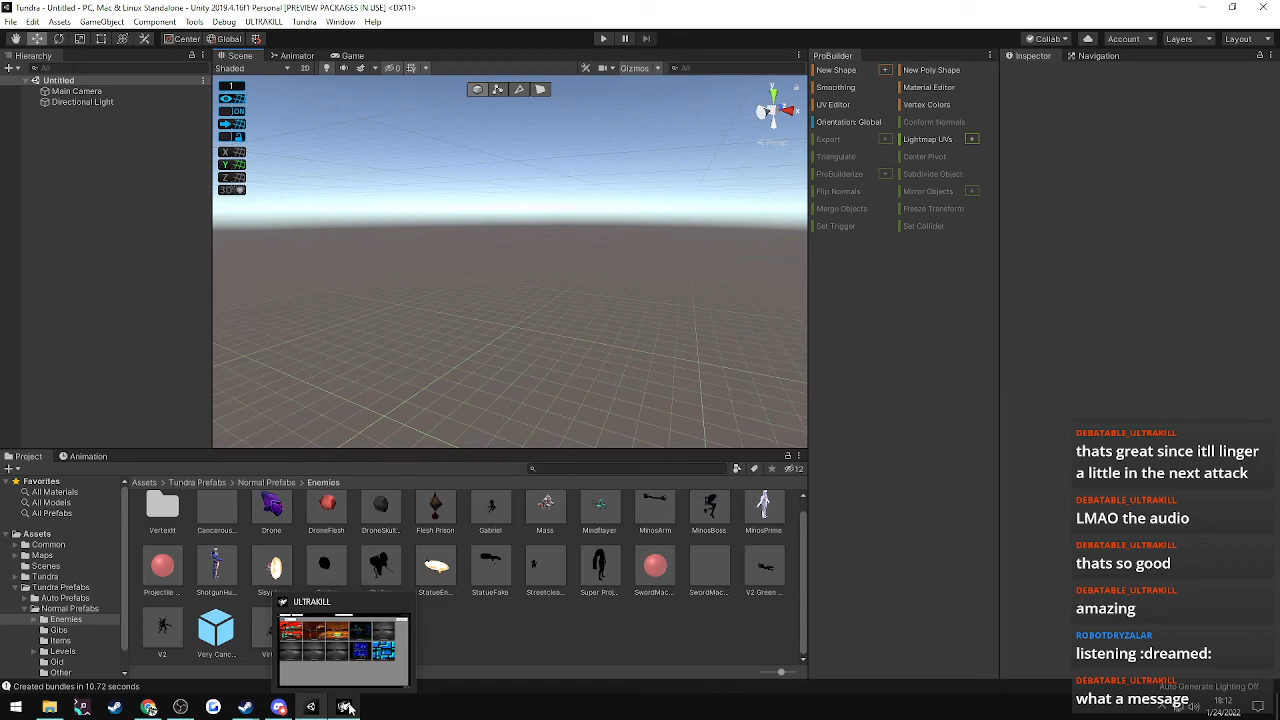 Tundra - Untitled - PC, Mac & Linux Standalone - Unity 2019.4.16f1 Personal [PREVIEW PACKAGES IN USE] <DX11>
File Edit Assets GameObject Component Tools Debug ULTRAKILL Tundra Window Help
Center Global Collab Account Layers Layout
Hierarchy
All
Untitled
Main Camera
Directional Light
Scene Animator Game
Shaded 2D 0 Gizmos All
1
ON
X
Y
Z
3D
y
x
z
Persp
ProBuilder
New Shape New Poly Shape
Smoothing Material Editor
UV Editor Vertex Colors
Orientation: Global Conform Normals
Export Lightmap UVs
Triangulate Center Pivot
ProBuilderize Subdivide Object
Flip Normals Mirror Objects
Merge Objects Freeze Transform
Set Trigger Set Collider
Inspector Navigation
Project Animation
12
Favorites
All Materials
All Models
All Prefabs
Assets
Common
Maps
Scenes
Tundra
Tundra Prefabs
Auto Prefabs
Normal Prefabs
Enemies
Gibs
Items
Levels
Old
Other
Assets Tundra Prefabs Normal Prefabs Enemies
Vertexit Cancerous... Drone DroneFlesh DroneSkull... Flesh Prison Gabriel Mass Mindflayer MinosArm MinosBoss MinosPrime
Projectile ... ShotgunHu... Sisy StatueEn... StatueFake Streetclea... Super Proj... SwordMac... SwordMac... V2 Green ...
V2 Very Canc... Virt
ULTRAKILL
Created bundles in 10.72 seconds
Auto Generate Lighting Off
18:12
1/24/2022
DEBATABLE_ULTRAKILL
thats great since itll linger
a little in the next attack
DEBATABLE_ULTRAKILL
LMAO the audio
DEBATABLE_ULTRAKILL
thats so good
DEBATABLE_ULTRAKILL
amazing
ROBOTDRYZALAR
listening :dreamed:
DEBATABLE_ULTRAKILL
what a message